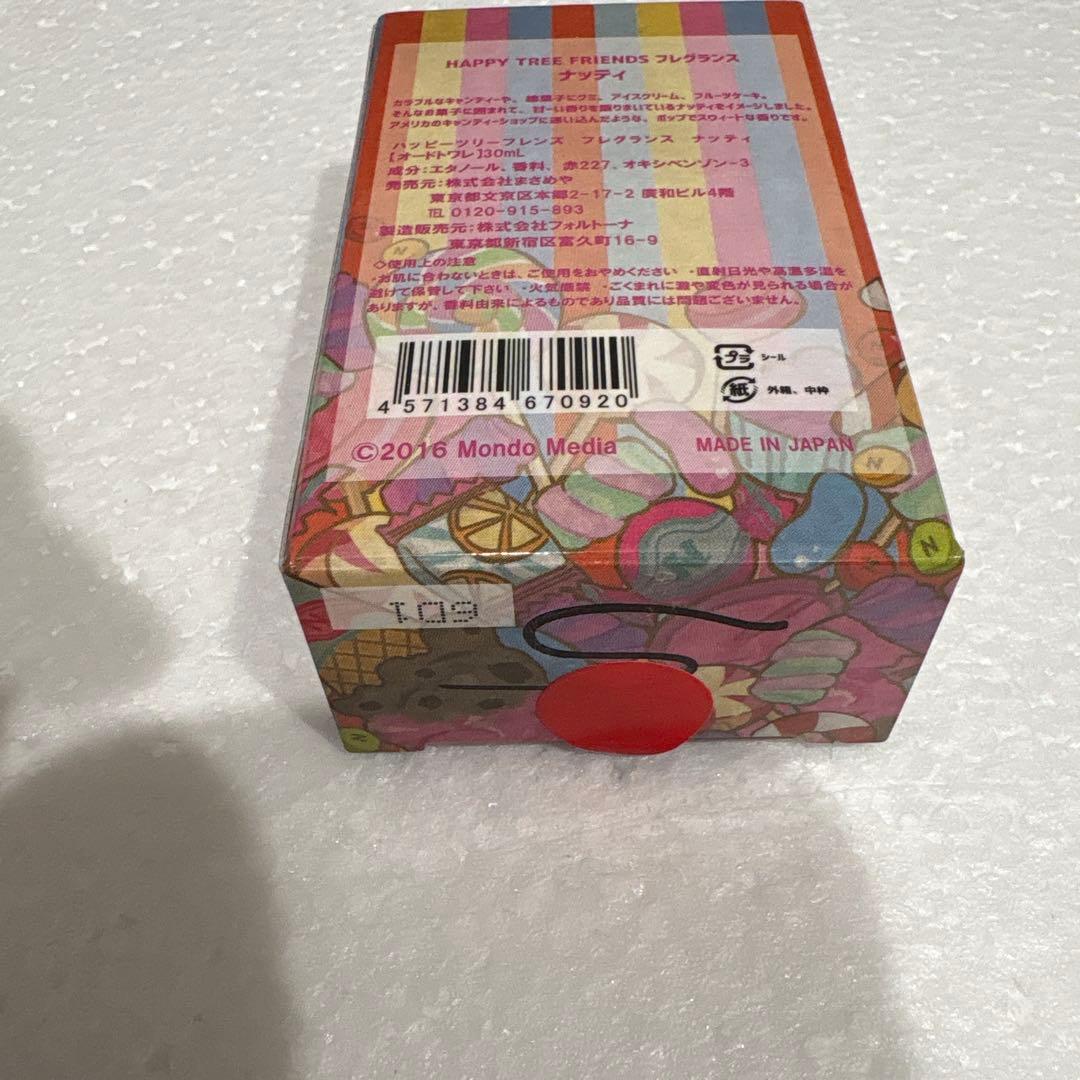 HAPPY TREE FRIENDS フレグランス
ナッティ
カラフルなキャンディーや、綿菓子にグミ、アイスクリーム、フルーツケーキ。
そんなお菓子に囲まれて、甘ーい香りを振りまいているナッティをイメージしました。
アメリカのキャンディーショップに迷い込んだような、ポップでスウィートな香りです。
ハッピーツリーフレンズ フレグランス ナッティ
[オードトワレ]30mL
成分:エタノール、香料、赤227、オキシベンゾン-3
発売元:株式会社まさめや
東京都文京区本郷2-17-2 廣和ビル4階
TEL 0120-915-893
製造販売元:株式会社フォルトーナ
東京都新宿区富久町16-9
◇使用上の注意
・お肌に合わないときは、ご使用をおやめください ・直射日光や高温多湿を
避けて保管して下さい ・火気厳禁 ・ごくまれに濁や変色が見られる場合が
ありますが、香料由来によるものであり品質には問題ございません。
プラ シール
紙 外箱、中枠
4 571384 670920
©2016 Mondo Media
MADE IN JAPAN
N
N
N
N
N